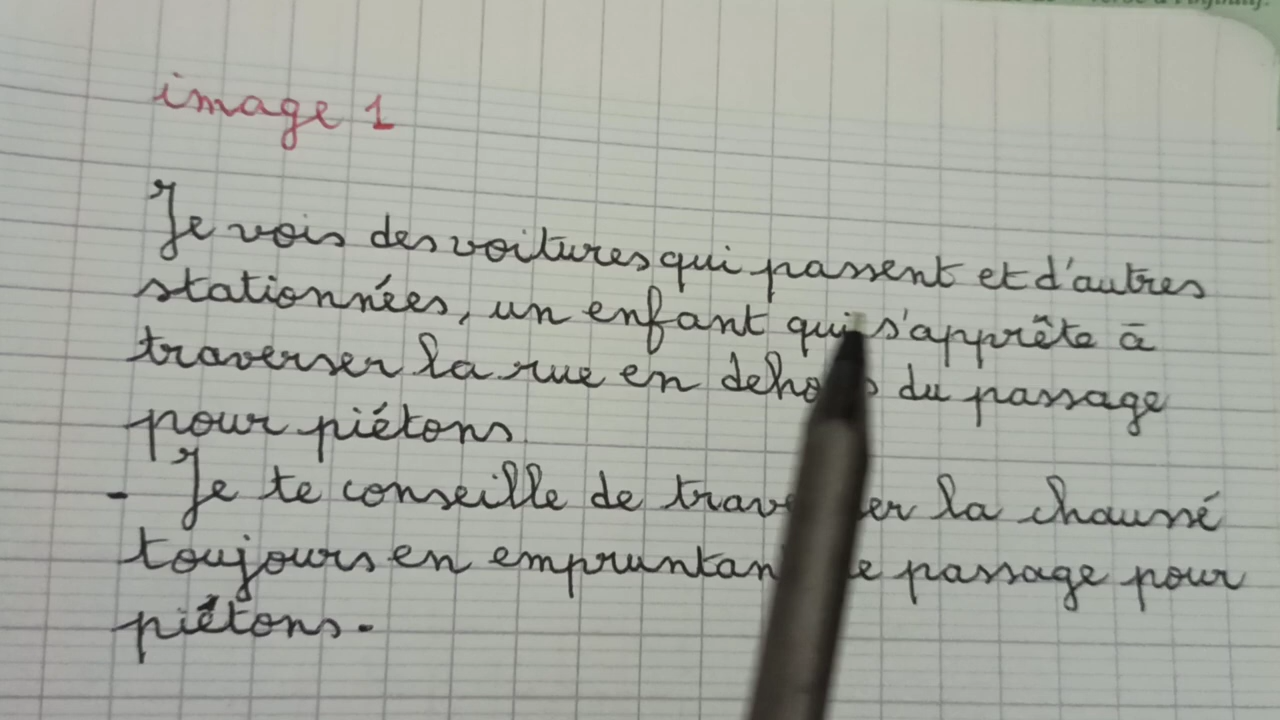 image 1
Je vois des voitures qui passent et d'autres
stationnées, un enfant qui s'apprête à
traverser la rue en dehors du passage
pour piétons
- Je te conseille de traverser la chaussé
toujours en empruntant le passage pour
piétons.